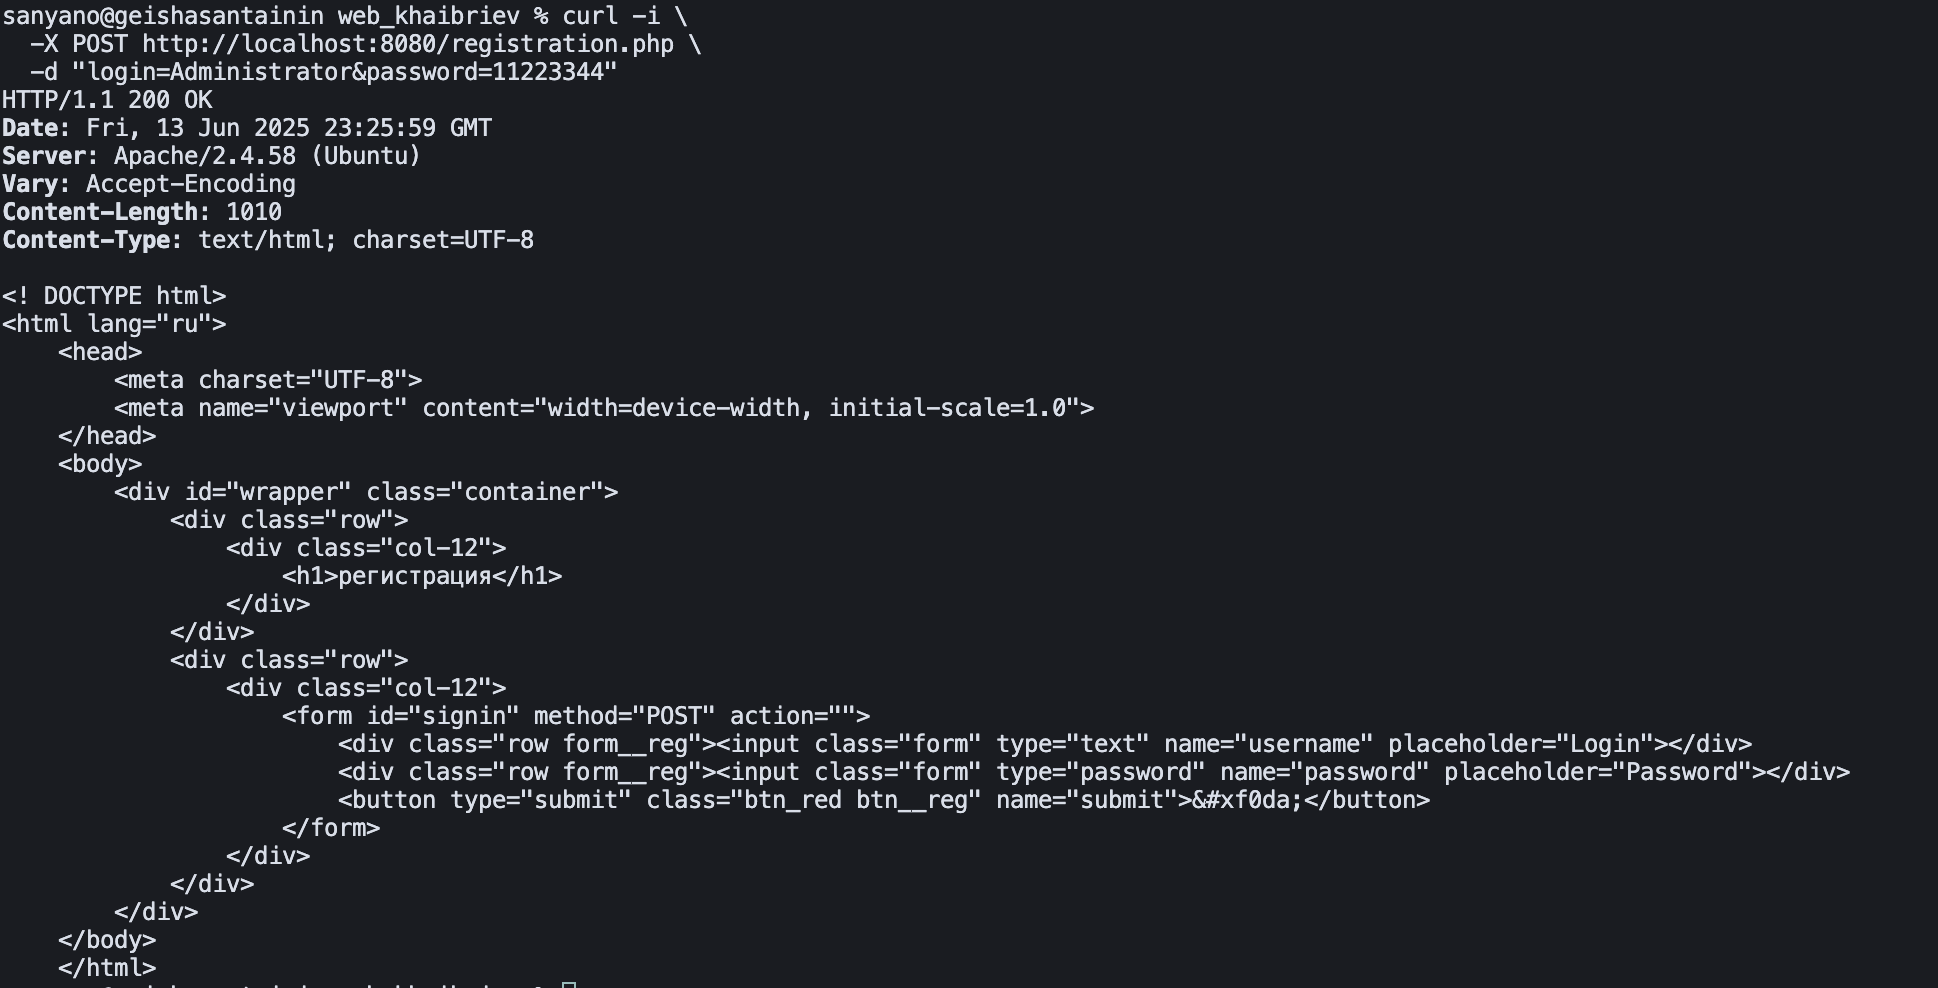 sanyano@geishasantainin web_khaibriev % curl -i \
  -X POST http://localhost:8080/registration.php \
  -d "login=Administrator&password=11223344"
HTTP/1.1 200 OK
Date: Fri, 13 Jun 2025 23:25:59 GMT
Server: Apache/2.4.58 (Ubuntu)
Vary: Accept-Encoding
Content-Length: 1010
Content-Type: text/html; charset=UTF-8

<! DOCTYPE html>
<html lang="ru">
    <head>
        <meta charset="UTF-8">
        <meta name="viewport" content="width=device-width, initial-scale=1.0">
    </head>
    <body>
        <div id="wrapper" class="container">
            <div class="row">
                <div class="col-12">
                    <h1>регистрация</h1>
                </div>
            </div>
            <div class="row">
                <div class="col-12">
                    <form id="signin" method="POST" action="">
                        <div class="row form__reg"><input class="form" type="text" name="username" placeholder="Login"></div>
                        <div class="row form__reg"><input class="form" type="password" name="password" placeholder="Password"></div>
                        <button type="submit" class="btn_red btn__reg" name="submit">&#xf0da;</button>
                    </form>
                </div>
            </div>
        </div>
    </body>
    </html>